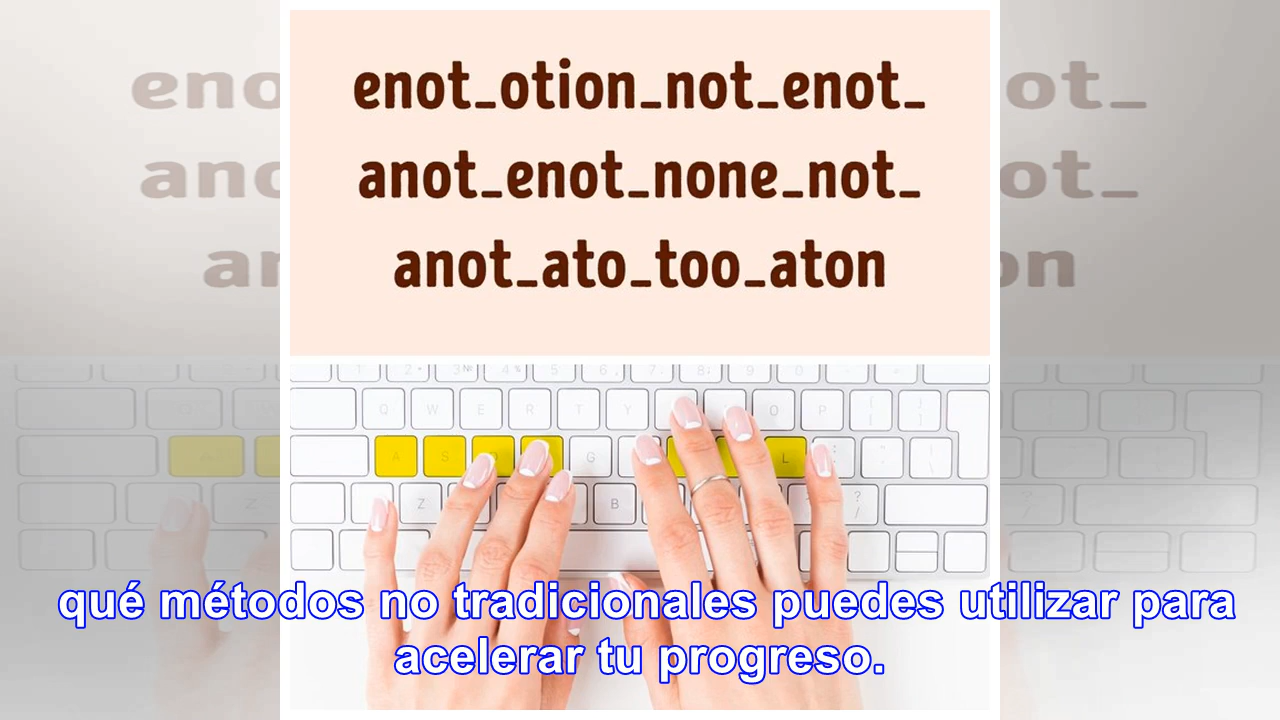 enot_otion_not_enot_
anot_enot_none_not_
anot_ato_too_aton
Q W E R T Y O P
A S G L
Z B
qué métodos no tradicionales puedes utilizar para
acelerar tu progreso.